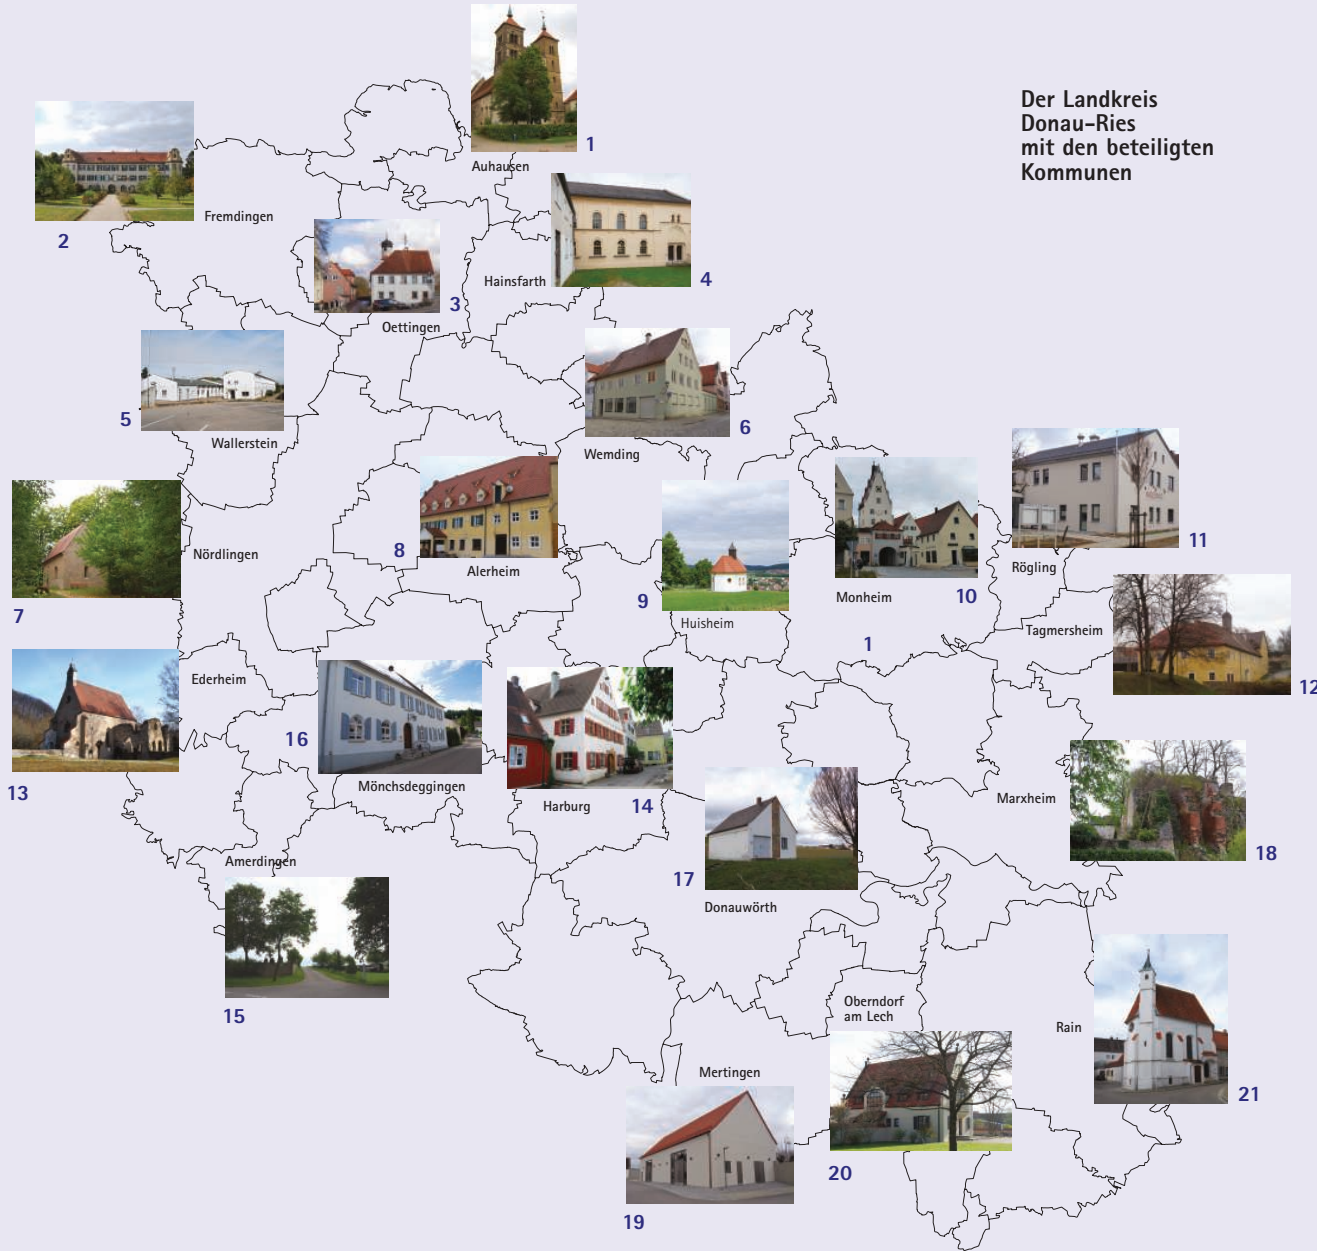 Der Landkreis
Donau-Ries
mit den beteiligten
Kommunen
1
Auhausen
2
Fremdingen
3
Oettingen
Hainsfarth
4
5
Wallerstein
6
Wemding
7
Nördlingen
8
Alerheim
9
Huisheim
Monheim
10
11
Rögling
Tagmersheim
12
1
Ederheim
13
16
Mönchsdeggingen
Harburg
14
Marxheim
18
Amerdingen
15
17
Donauwörth
Oberndorf
am Lech
Rain
21
Mertingen
19
20